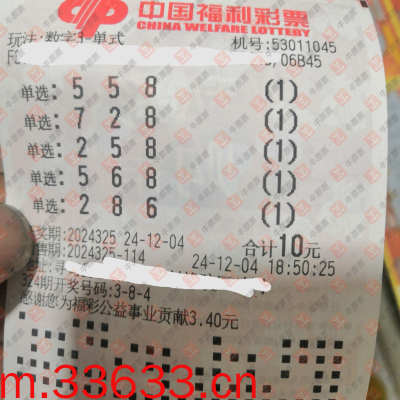 中国福利彩票
CHINA WELFARE LOTTERY
玩法:数字3-单式 机号:53011045
,06B45
单选: 5 5 8 (1)
单选: 7 2 8 (1)
单选: 2 5 8 (1)
单选: 5 6 8 (1)
单选: 2 8 6 (1)
奖期:2024325 24-12-04 合计10元
售期:2024325-114 24-12-04 18:50:25
324期开奖号码:3-8-4
感谢您为福彩公益事业贡献3.40元
m.33633.cn